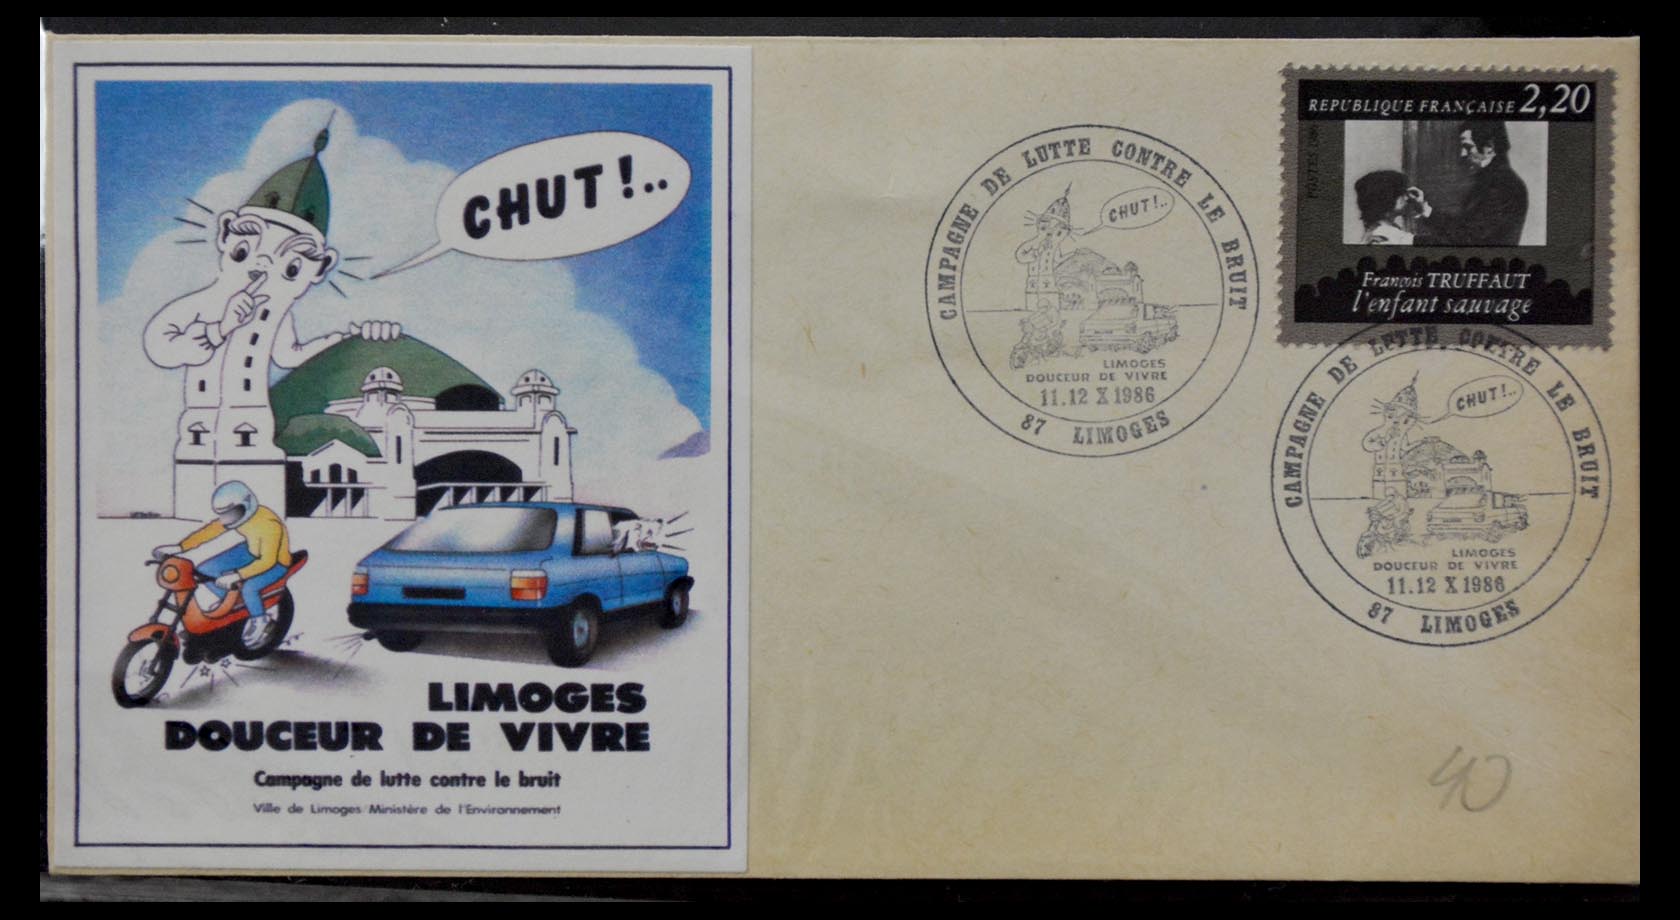 CHUT!..
LIMOGES
DOUCEUR DE VIVRE
Campagne de lutte contre le bruit
Ville de Limoges/Ministère de l'Environnement
CAMPAGNE DE LUTTE CONTRE LE BRUIT
CHUT!..
LIMOGES
DOUCEUR DE VIVRE
11.12 X 1986
87 LIMOGES
REPUBLIQUE FRANÇAISE 2,20
POSTES 1986
François TRUFFAUT
l'enfant sauvage
CAMPAGNE DE LUTTE CONTRE LE BRUIT
CHUT!..
LIMOGES
DOUCEUR DE VIVRE
11.12 X 1986
87 LIMOGES
40